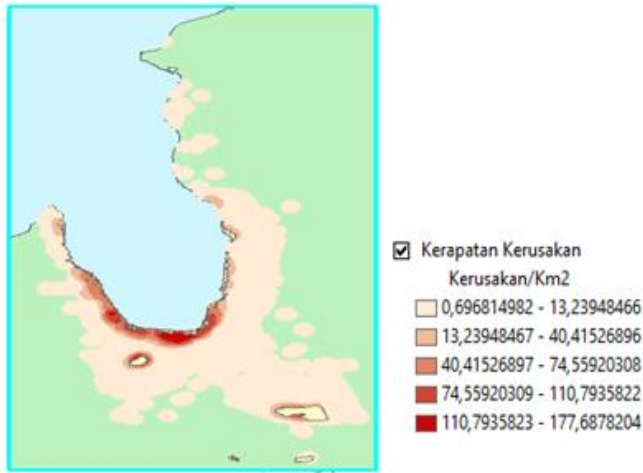 Kerapatan Kerusakan
Kerusakan/Km2
0,696814982 - 13,23948466
13,23948467 - 40,41526896
40,41526897 - 74,55920308
74,55920309 - 110,7935822
110,7935823 - 177,6878204